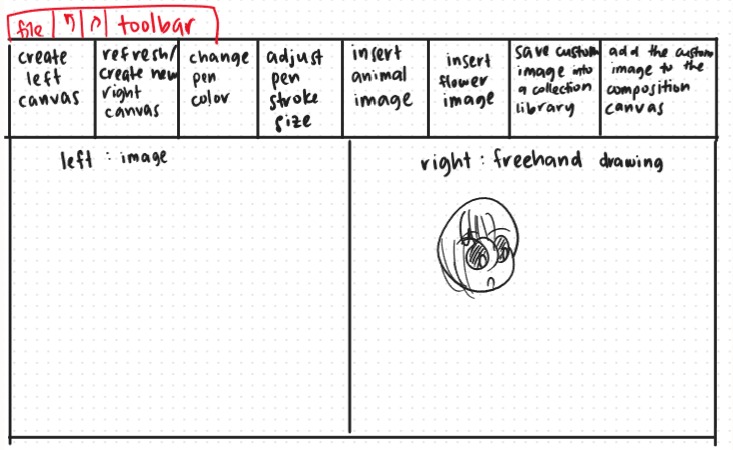 file toolbar
create
left
canvas
refresh/
create new
right
canvas
change
pen
color
adjust
pen
stroke
size
insert
animal
image
insert
flower
image
save custom
image into
a collection
library
add the custom
image to the
composition
canvas
left : image
right : freehand drawing